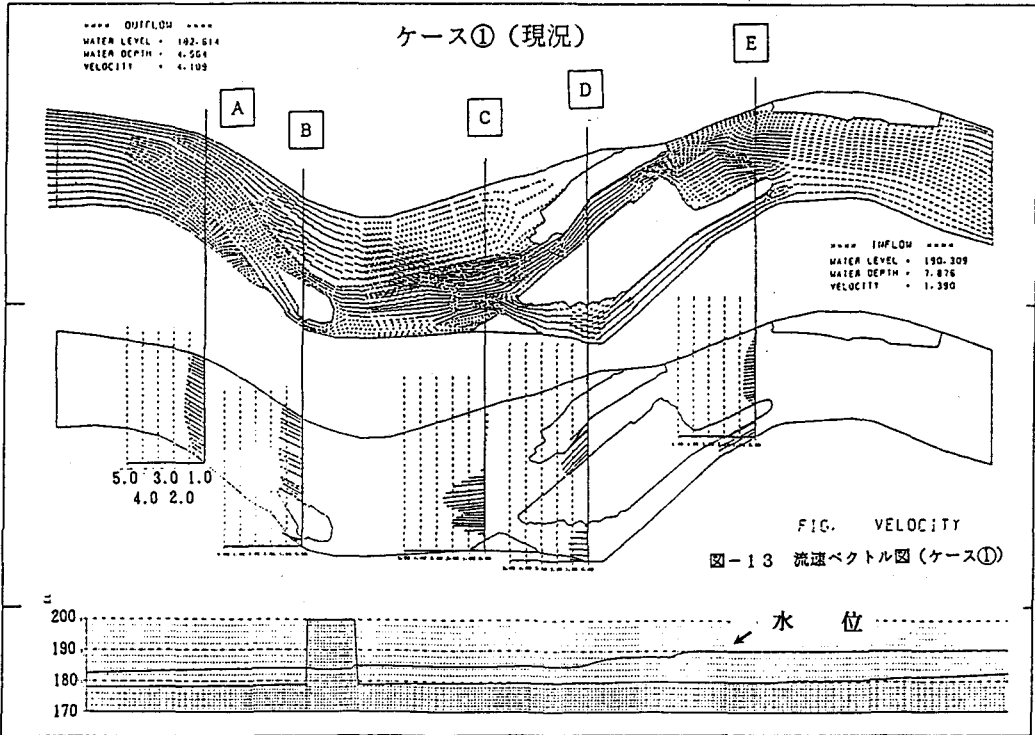 ケース① (現況)
**** OUTFLOW ****
WATER LEVEL = 182.614
WATER DEPTH = 4.564
VELOCITY = 4.109
A
B
C
D
E
**** INFLOW ****
WATER LEVEL = 190.309
WATER DEPTH = 7.876
VELOCITY = 1.390
5.0 3.0 1.0
4.0 2.0
FIG. VELOCITY
図-13 流速ベクトル図(ケース①)
水 位
200.
190.
180.
170